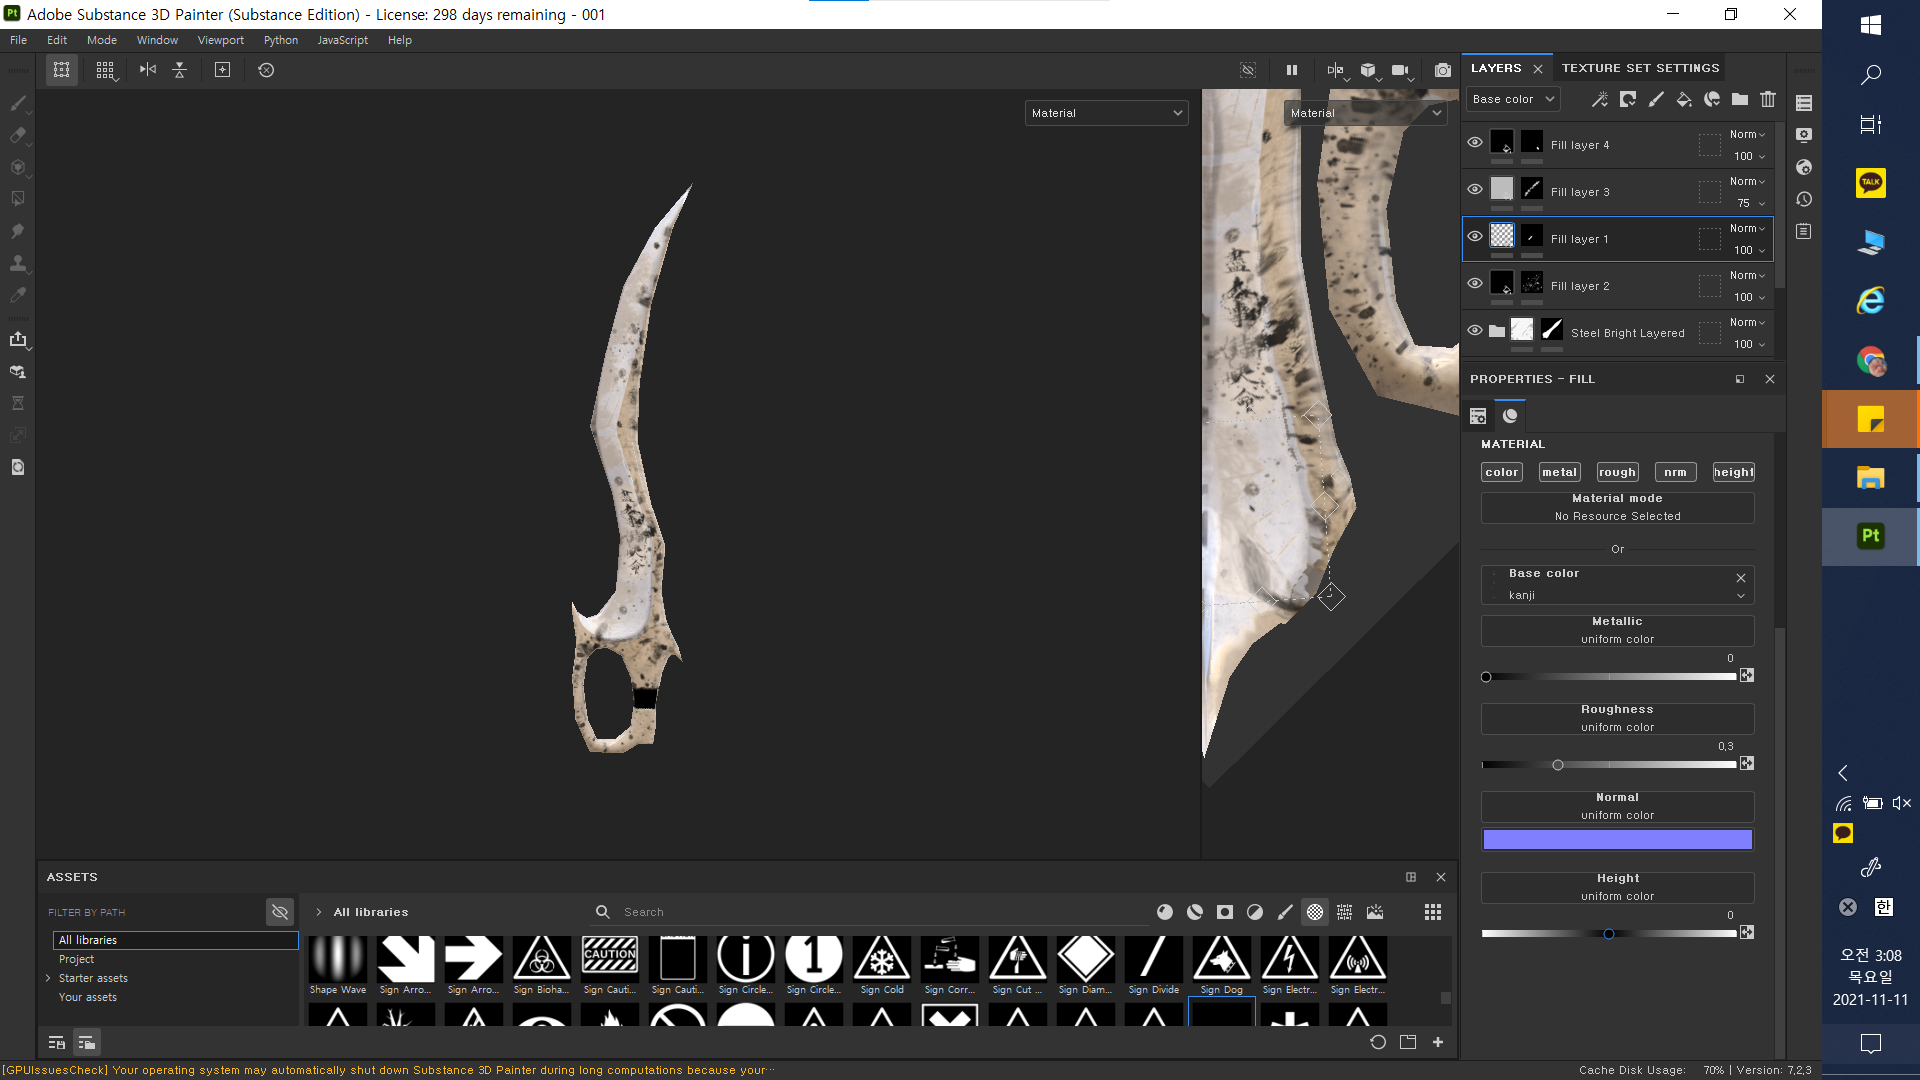 Adobe Substance 3D Painter (Substance Edition) - License: 298 days remaining - 001
File Edit Mode Window Viewport Python JavaScript Help
Material
Material
LAYERS
TEXTURE SET SETTINGS
Base color
Fill layer 4
Norm
100
Fill layer 3
Norm
75
Fill layer 1
Norm
100
Fill layer 2
Norm
100
Steel Bright Layered
Norm
100
PROPERTIES - FILL
MATERIAL
color metal rough nrm height
Material mode
No Resource Selected
Or
Base color
kanji
Metallic
uniform color
0
Roughness
uniform color
0,3
Normal
uniform color
Height
uniform color
0
ASSETS
FILTER BY PATH
All libraries
Project
Starter assets
Your assets
All libraries
Search
CAUTION
Shape Wave Sign Arro... Sign Arro... Sign Bioha... Sign Cauti... Sign Cauti... Sign Circle... Sign Circle... Sign Cold Sign Corr... Sign Cut ... Sign Diam... Sign Divide Sign Dog Sign Electr... Sign Electr...
[GPUIssuesCheck] Your operating system may automatically shut down Substance 3D Painter during long computations because your...
Cache Disk Usage: 70% | Version: 7,2,3
TALK
Pt
한
오전 3:08
목요일
2021-11-11